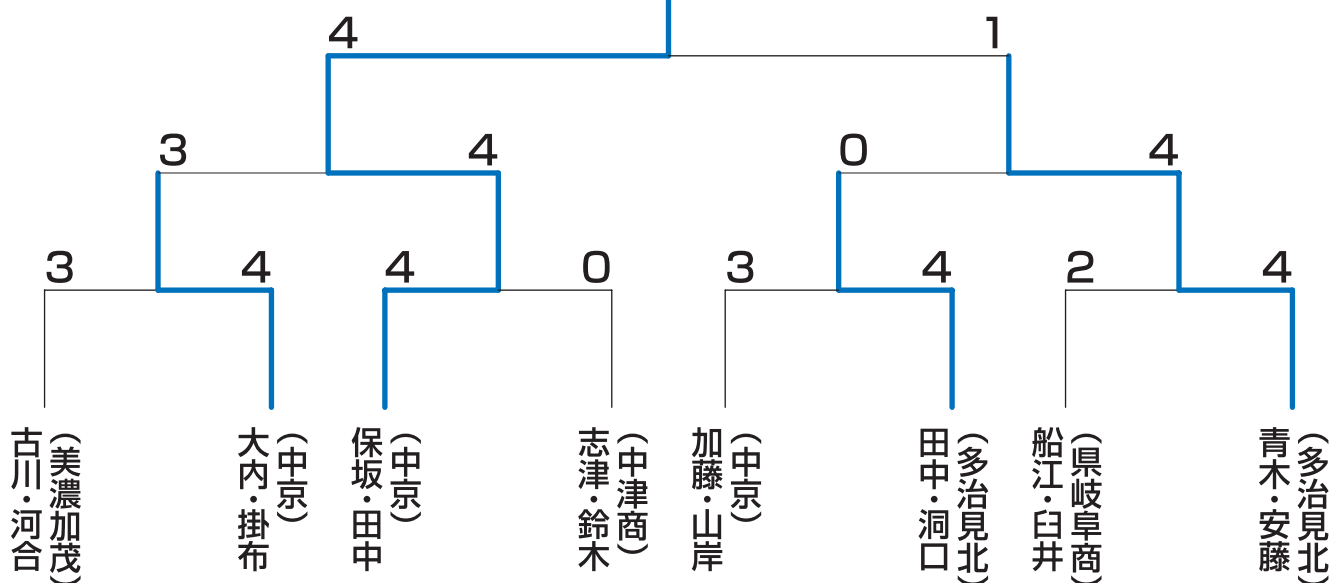 4 1
3 4 0 4
3 4 4 0 3 4 2 4
古川・河合
(美濃加茂)
大内・掛布
(中京)
保坂・田中
(中京)
志津・鈴木
(中津商)
加藤・山岸
(中京)
田中・洞口
(多治見北)
船江・臼井
(県岐阜商)
青木・安藤
(多治見北)